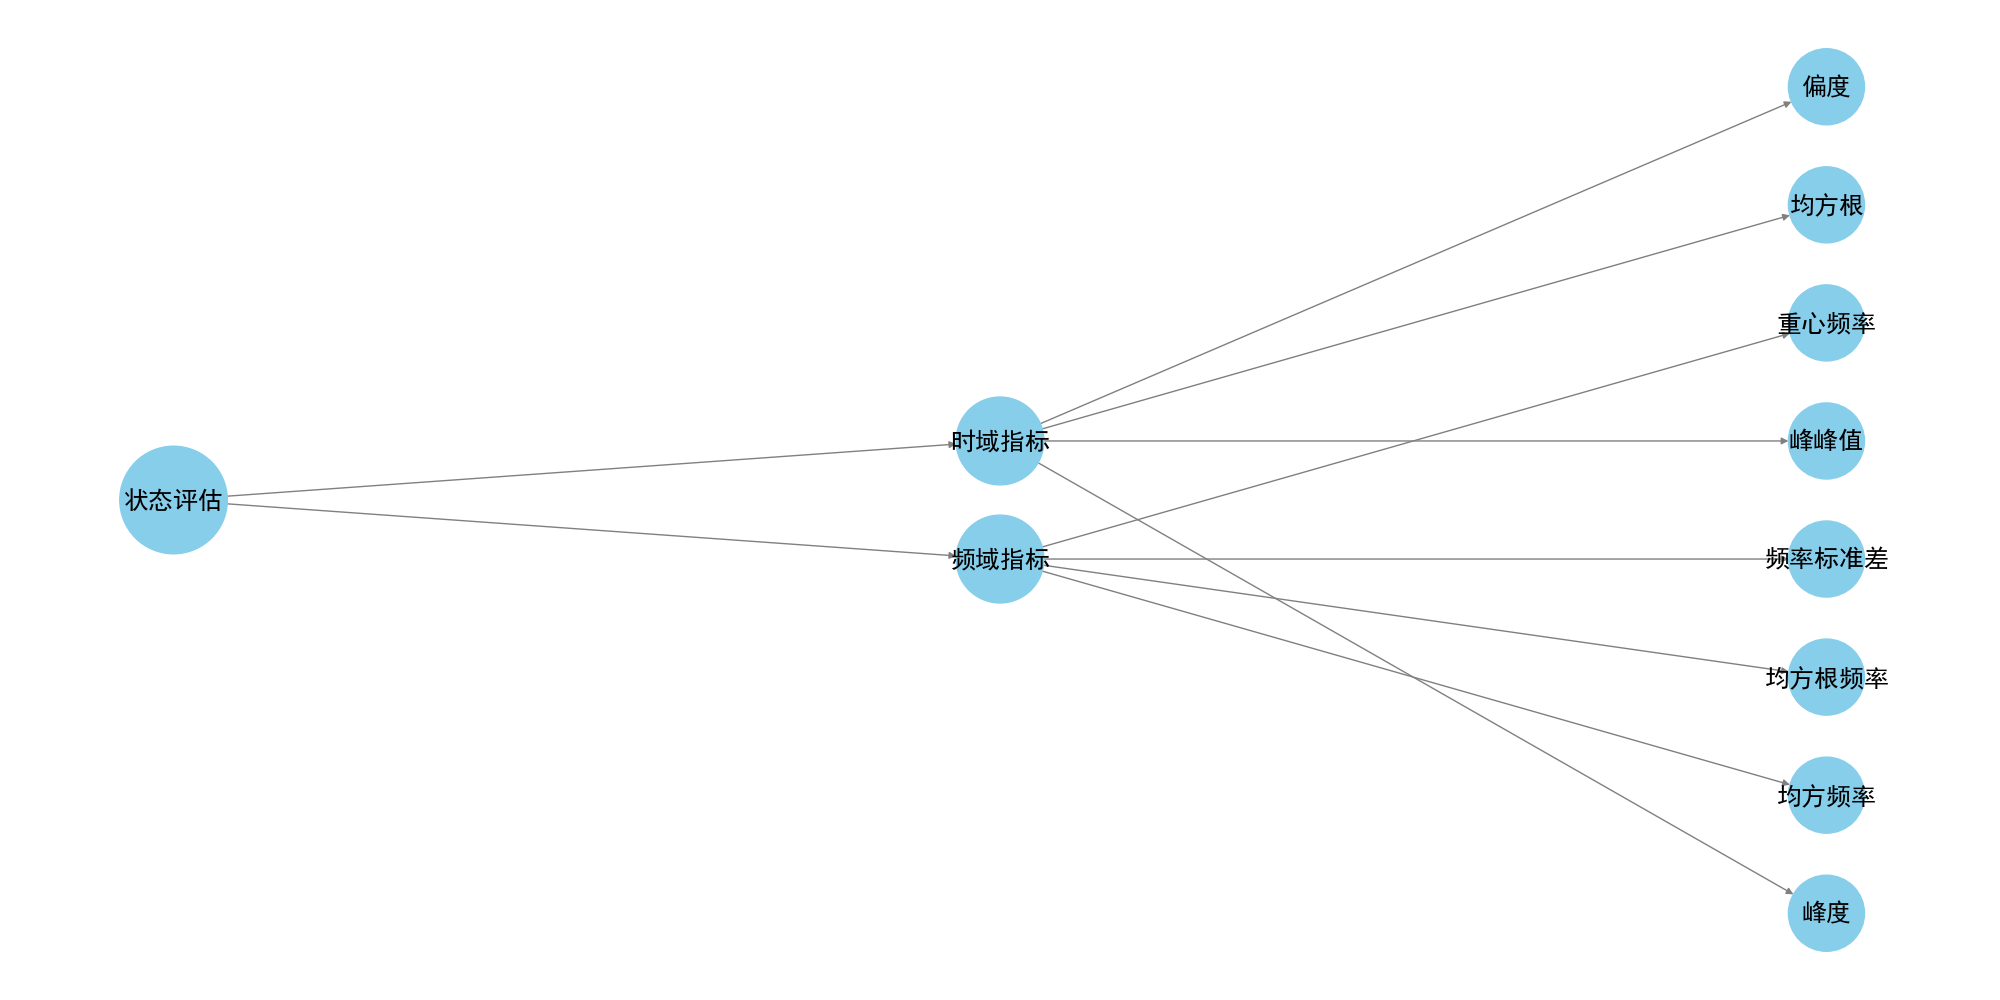 状态评估
时域指标
频域指标
偏度
均方根
重心频率
峰峰值
频率标准差
均方根频率
均方频率
峰度